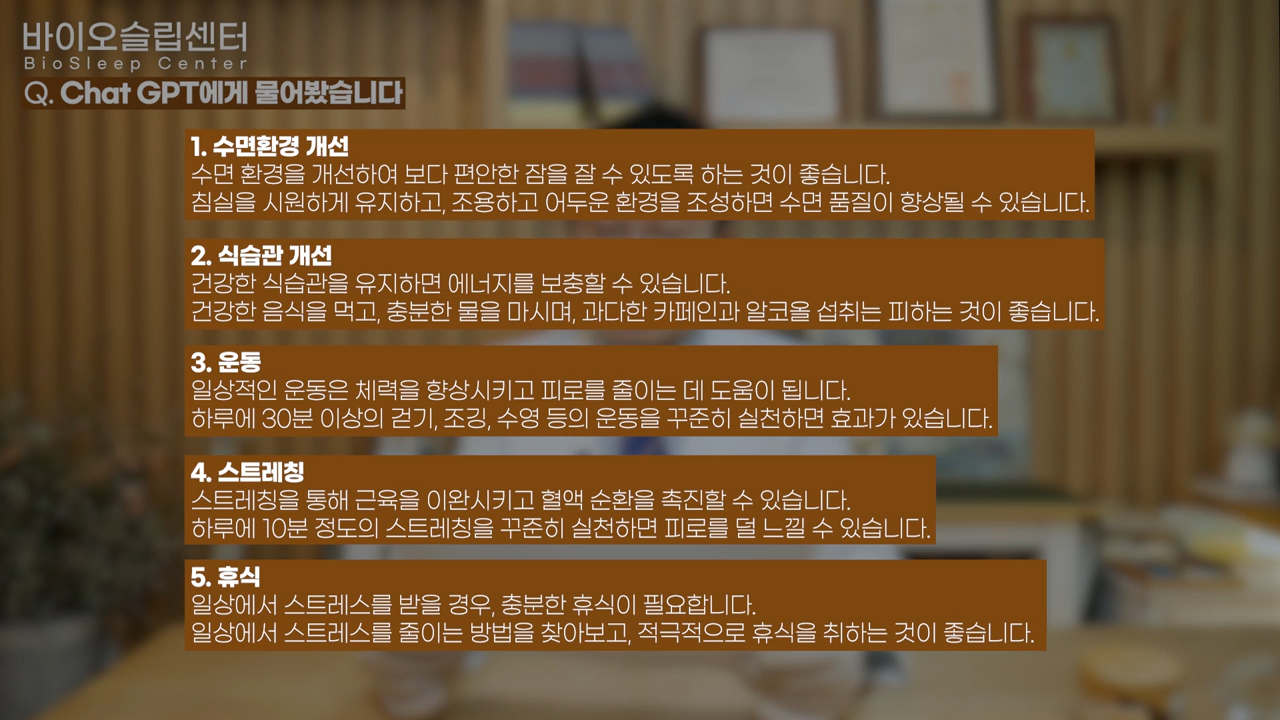 바이오슬립센터
BioSleep Center
Q. Chat GPT에게 물어봤습니다
1. 수면환경 개선
수면 환경을 개선하여 보다 편안한 잠을 잘 수 있도록 하는 것이 좋습니다.
침실을 시원하게 유지하고, 조용하고 어두운 환경을 조성하면 수면 품질이 향상될 수 있습니다.
2. 식습관 개선
건강한 식습관을 유지하면 에너지를 보충할 수 있습니다.
건강한 음식을 먹고, 충분한 물을 마시며, 과다한 카페인과 알코올 섭취는 피하는 것이 좋습니다.
3. 운동
일상적인 운동은 체력을 향상시키고 피로를 줄이는 데 도움이 됩니다.
하루에 30분 이상의 걷기, 조깅, 수영 등의 운동을 꾸준히 실천하면 효과가 있습니다.
4. 스트레칭
스트레칭을 통해 근육을 이완시키고 혈액 순환을 촉진할 수 있습니다.
하루에 10분 정도의 스트레칭을 꾸준히 실천하면 피로를 덜 느낄 수 있습니다.
5. 휴식
일상에서 스트레스를 받을 경우, 충분한 휴식이 필요합니다.
일상에서 스트레스를 줄이는 방법을 찾아보고, 적극적으로 휴식을 취하는 것이 좋습니다.